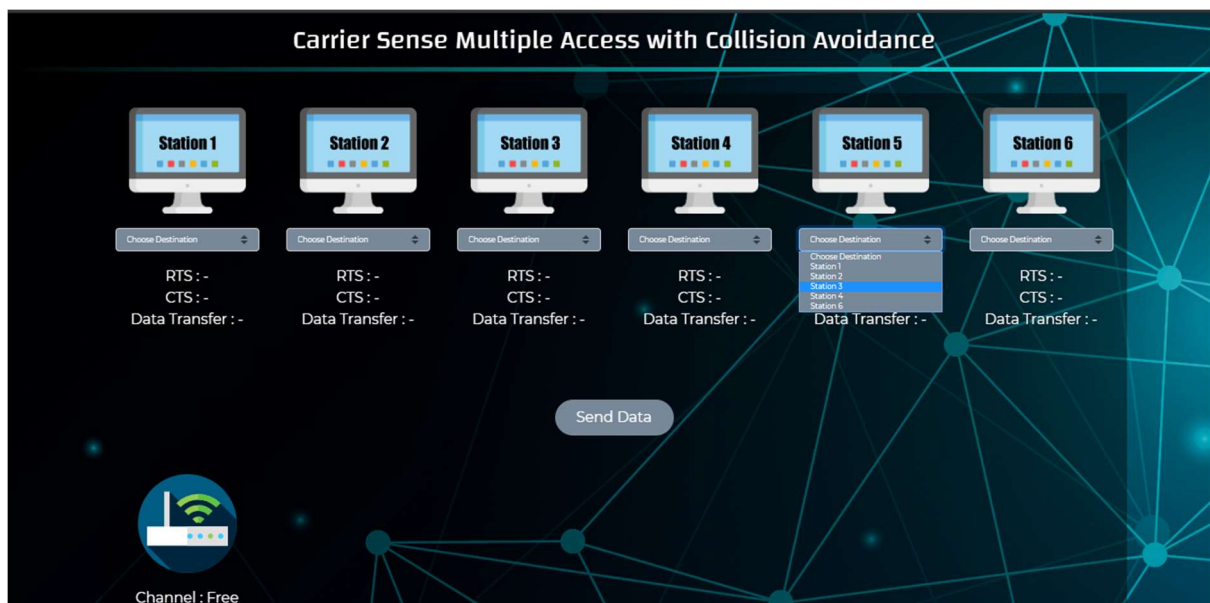 Carrier Sense Multiple Access with Collision Avoidance
Station 1
Station 2
Station 3
Station 4
Station 5
Station 6
Choose Destination
Choose Destination
Choose Destination
Choose Destination
Choose Destination
Choose Destination
Choose Destination
Station 1
Station 2
Station 3
Station 4
Station 6
RTS : -
RTS : -
RTS : -
RTS : -
RTS : -
CTS : -
CTS : -
CTS : -
CTS : -
CTS : -
Data Transfer : -
Data Transfer : -
Data Transfer : -
Data Transfer : -
Data Transfer : -
Data Transfer : -
Send Data
Channel : Free